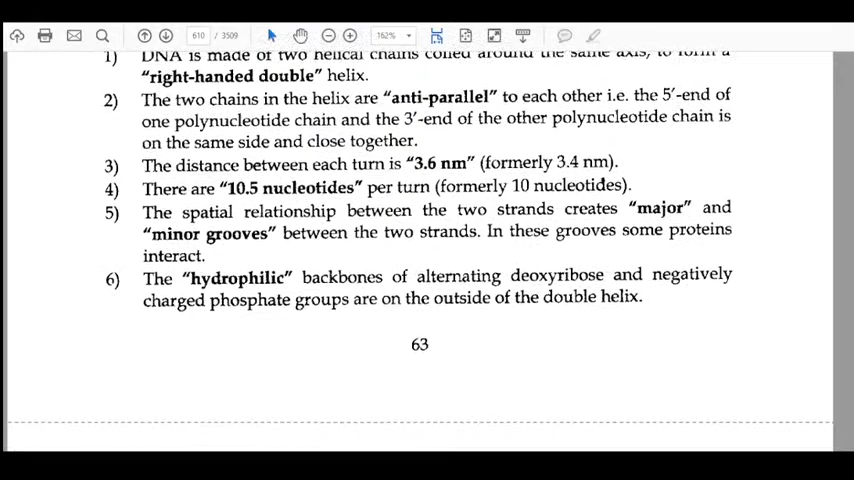 610 / 3509 162%
1) DNA is made of two helical chains coiled around the same axis, to form a
“right-handed double” helix.
2) The two chains in the helix are “anti-parallel” to each other i.e. the 5′-end of
one polynucleotide chain and the 3′-end of the other polynucleotide chain is
on the same side and close together.
3) The distance between each turn is “3.6 nm” (formerly 3.4 nm).
4) There are “10.5 nucleotides” per turn (formerly 10 nucleotides).
5) The spatial relationship between the two strands creates “major” and
“minor grooves” between the two strands. In these grooves some proteins
interact.
6) The “hydrophilic” backbones of alternating deoxyribose and negatively
charged phosphate groups are on the outside of the double helix.
63